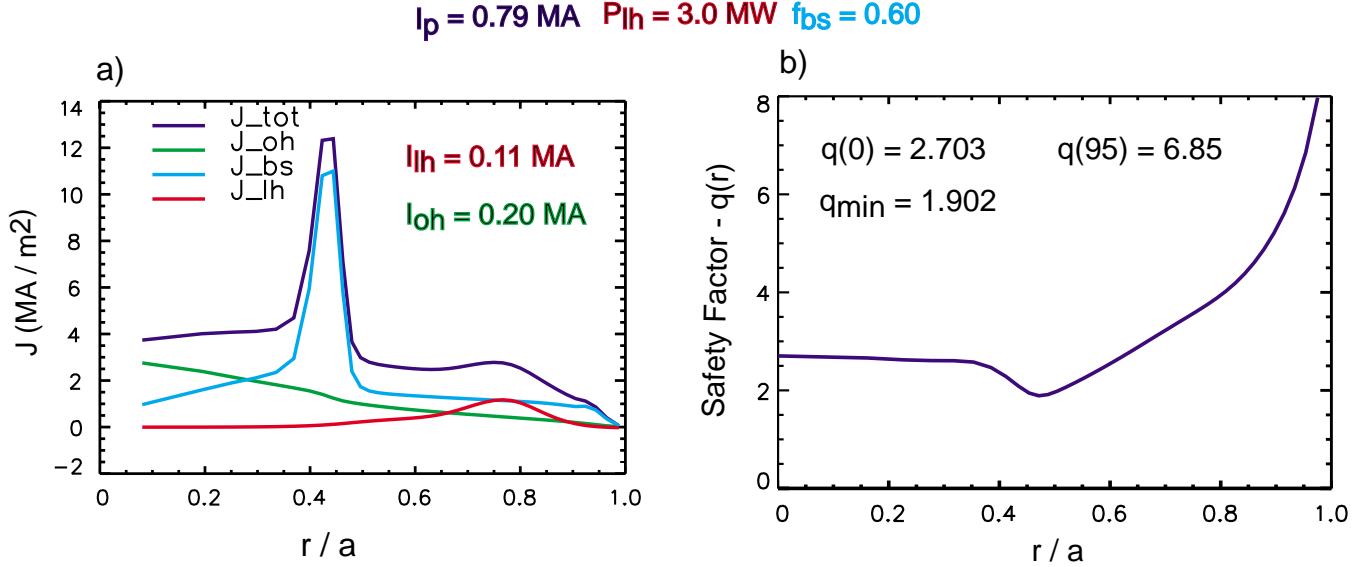 Ip = 0.79 MA Plh = 3.0 MW fbs = 0.60
a)
14
12
10
8
6
4
2
0
−2
J (MA / m2)
J_tot
J_oh
J_bs
J_lh
Ilh = 0.11 MA
Ioh = 0.20 MA
0 0.2 0.4 0.6 0.8 1.0
r / a
b)
8
6
4
2
0
Safety Factor - q(r)
q(0) = 2.703 q(95) = 6.85
qmin = 1.902
0 0.2 0.4 0.6 0.8 1.0
r / a